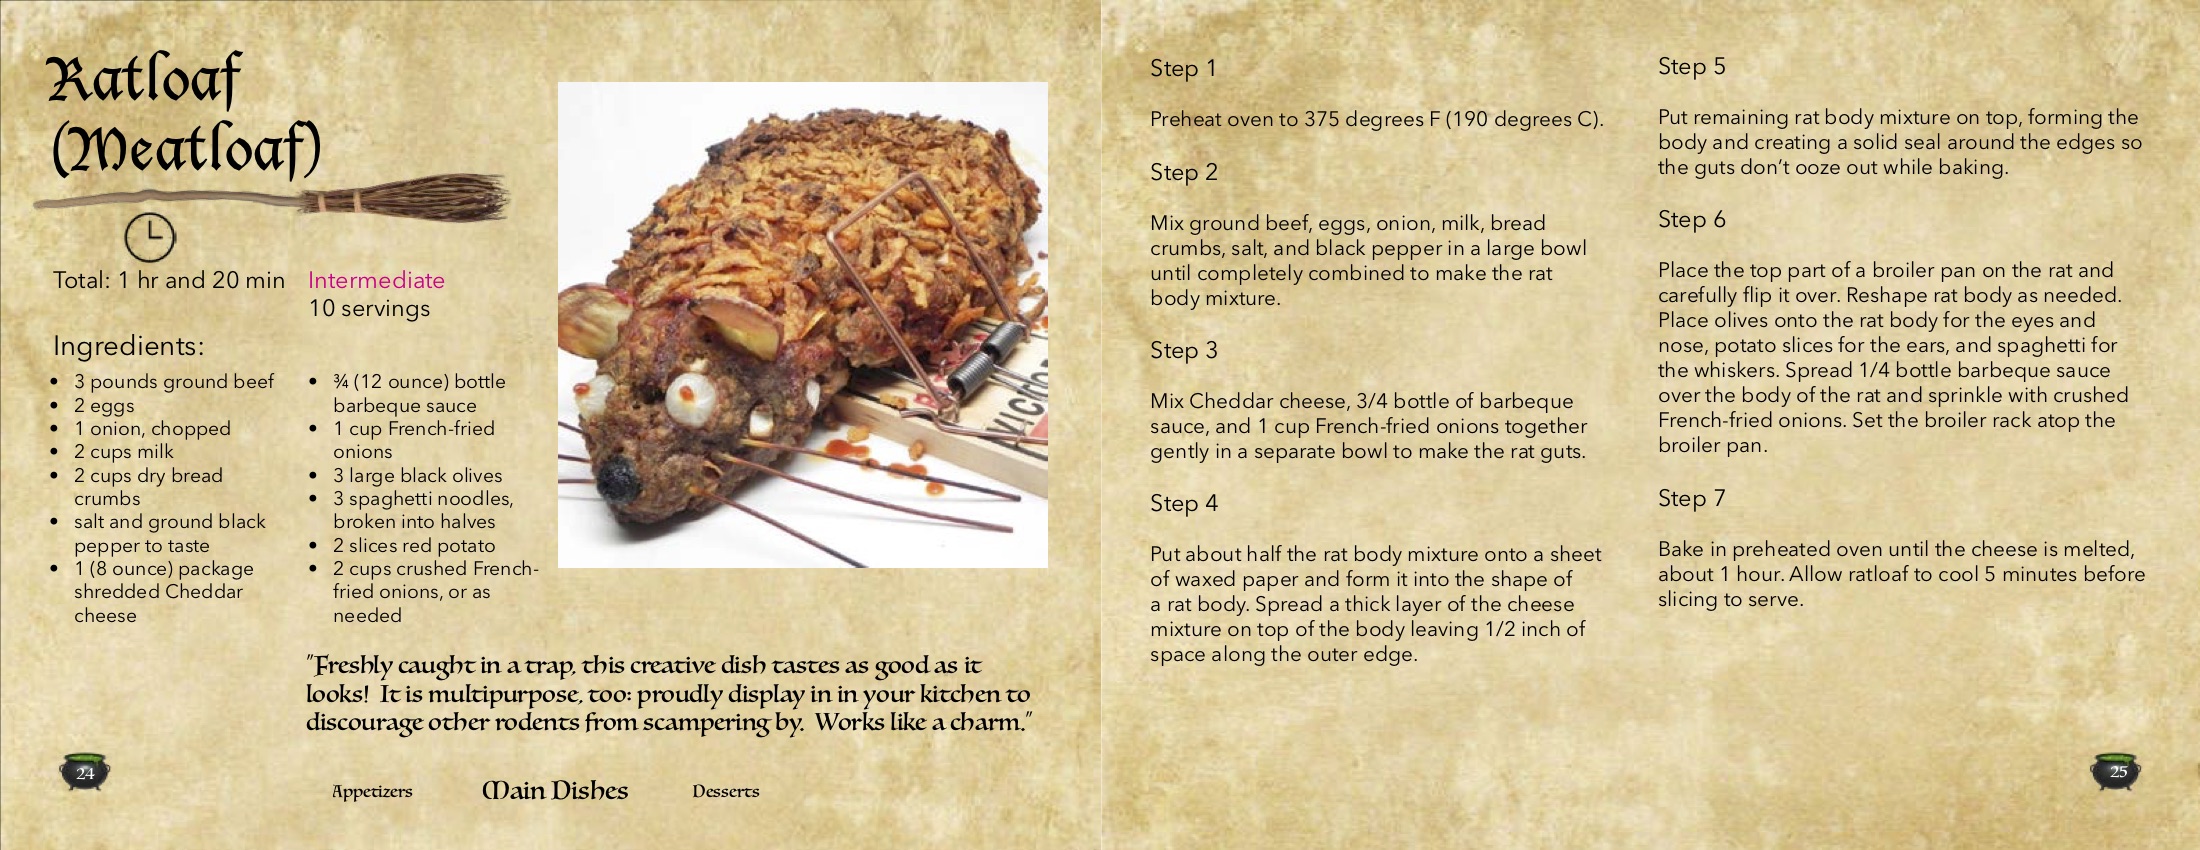 Ratloaf
(Meatloaf)
Total: 1 hr and 20 min
Intermediate
10 servings
Ingredients:
• 3 pounds ground beef
• 2 eggs
• 1 onion, chopped
• 2 cups milk
• 2 cups dry bread
crumbs
• salt and ground black
pepper to taste
• 1 (8 ounce) package
shredded Cheddar
cheese
• ¾ (12 ounce) bottle
barbeque sauce
• 1 cup French-fried
onions
• 3 large black olives
• 3 spaghetti noodles,
broken into halves
• 2 slices red potato
• 2 cups crushed French-
fried onions, or as
needed
"Freshly caught in a trap, this creative dish tastes as good as it
looks!  It is multipurpose, too: proudly display in in your kitchen to
discourage other rodents from scampering by.  Works like a charm."
24
Appetizers
Main Dishes
Desserts
Step 1
Preheat oven to 375 degrees F (190 degrees C).
Step 2
Mix ground beef, eggs, onion, milk, bread
crumbs, salt, and black pepper in a large bowl
until completely combined to make the rat
body mixture.
Step 3
Mix Cheddar cheese, 3/4 bottle of barbeque
sauce, and 1 cup French-fried onions together
gently in a separate bowl to make the rat guts.
Step 4
Put about half the rat body mixture onto a sheet
of waxed paper and form it into the shape of
a rat body. Spread a thick layer of the cheese
mixture on top of the body leaving 1/2 inch of
space along the outer edge.
Step 5
Put remaining rat body mixture on top, forming the
body and creating a solid seal around the edges so
the guts don't ooze out while baking.
Step 6
Place the top part of a broiler pan on the rat and
carefully flip it over. Reshape rat body as needed.
Place olives onto the rat body for the eyes and
nose, potato slices for the ears, and spaghetti for
the whiskers. Spread 1/4 bottle barbeque sauce
over the body of the rat and sprinkle with crushed
French-fried onions. Set the broiler rack atop the
broiler pan.
Step 7
Bake in preheated oven until the cheese is melted,
about 1 hour. Allow ratloaf to cool 5 minutes before
slicing to serve.
25